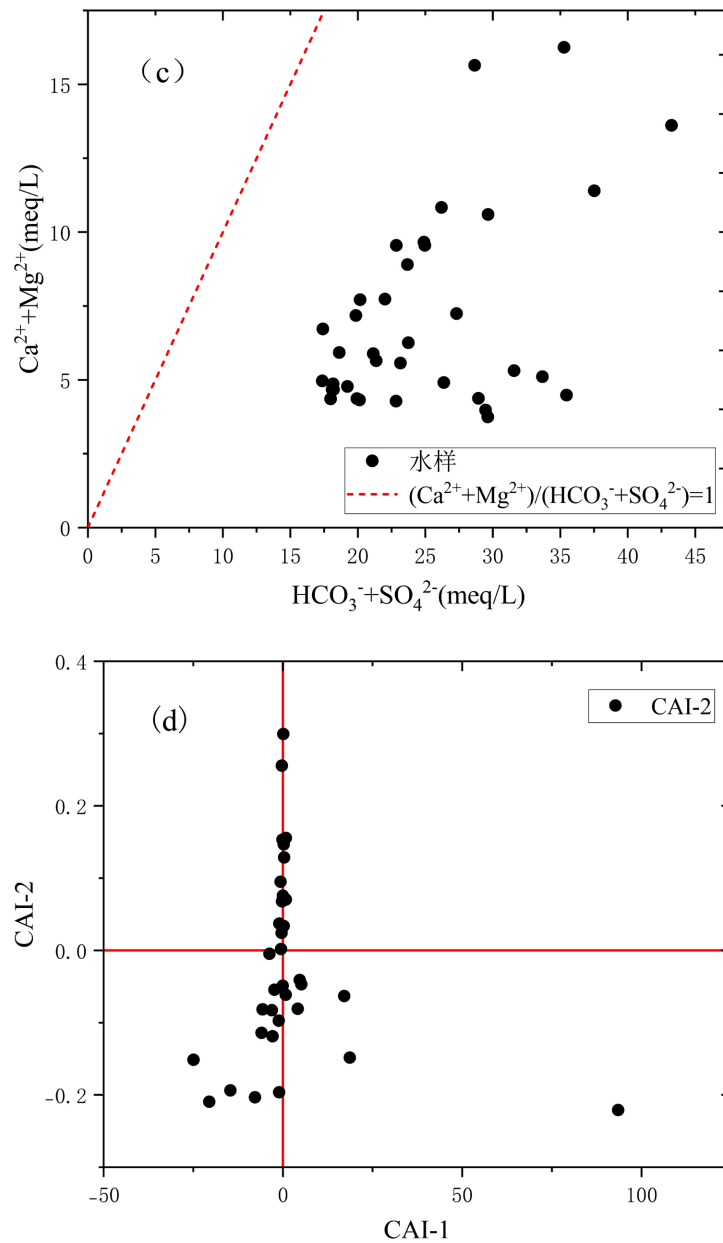 (c)
15
10
5
0
Ca²⁺+Mg²⁺(meq/L)
水样
(Ca²⁺+Mg²⁺)/(HCO₃⁻+SO₄²⁻)=1
0 5 10 15 20 25 30 35 40 45
HCO₃⁻+SO₄²⁻(meq/L)
(d)
CAI-2
0.4
0.2
0.0
-0.2
CAI-2
-50 0 50 100
CAI-1